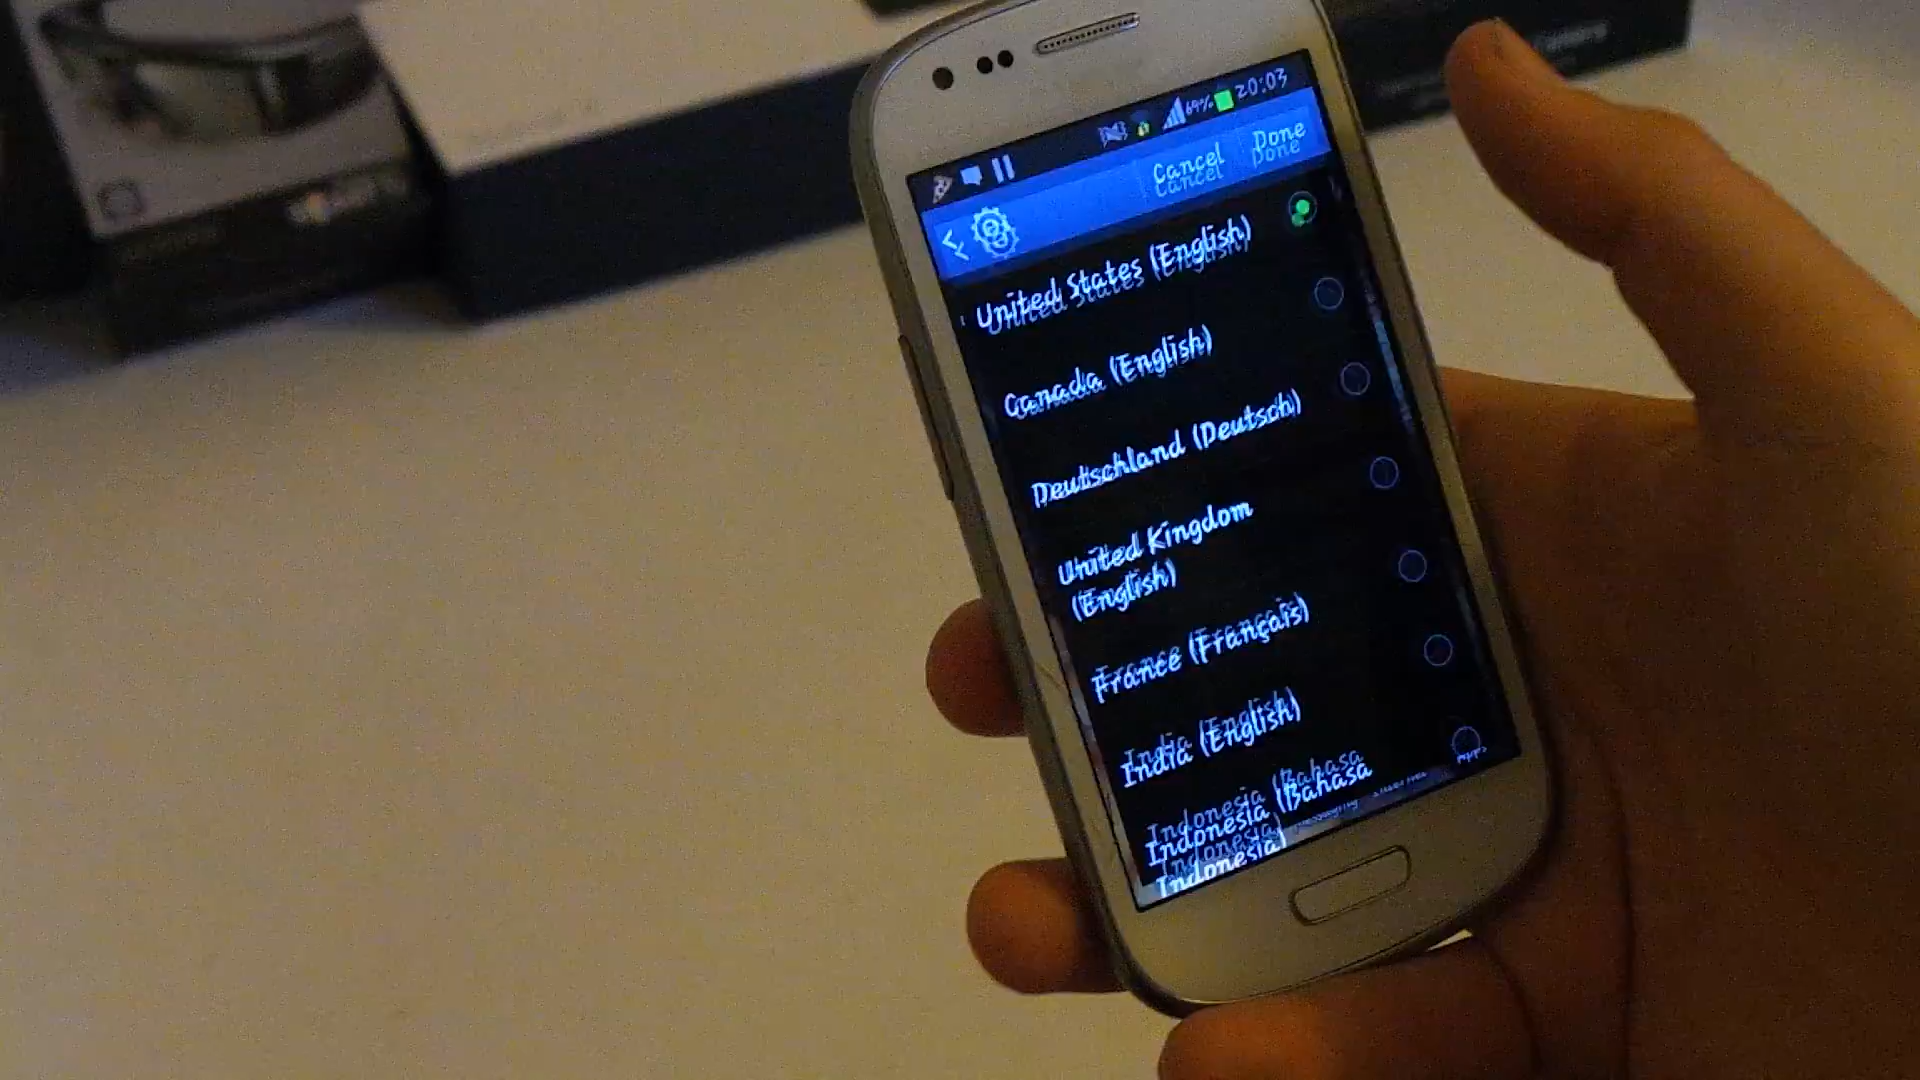 69% 20:03
Cancel Done
United States (English)
Canada (English)
Deutschland (Deutsch)
United Kingdom
(English)
France (Français)
India (English)
Indonesia (Bahasa
Indonesia)